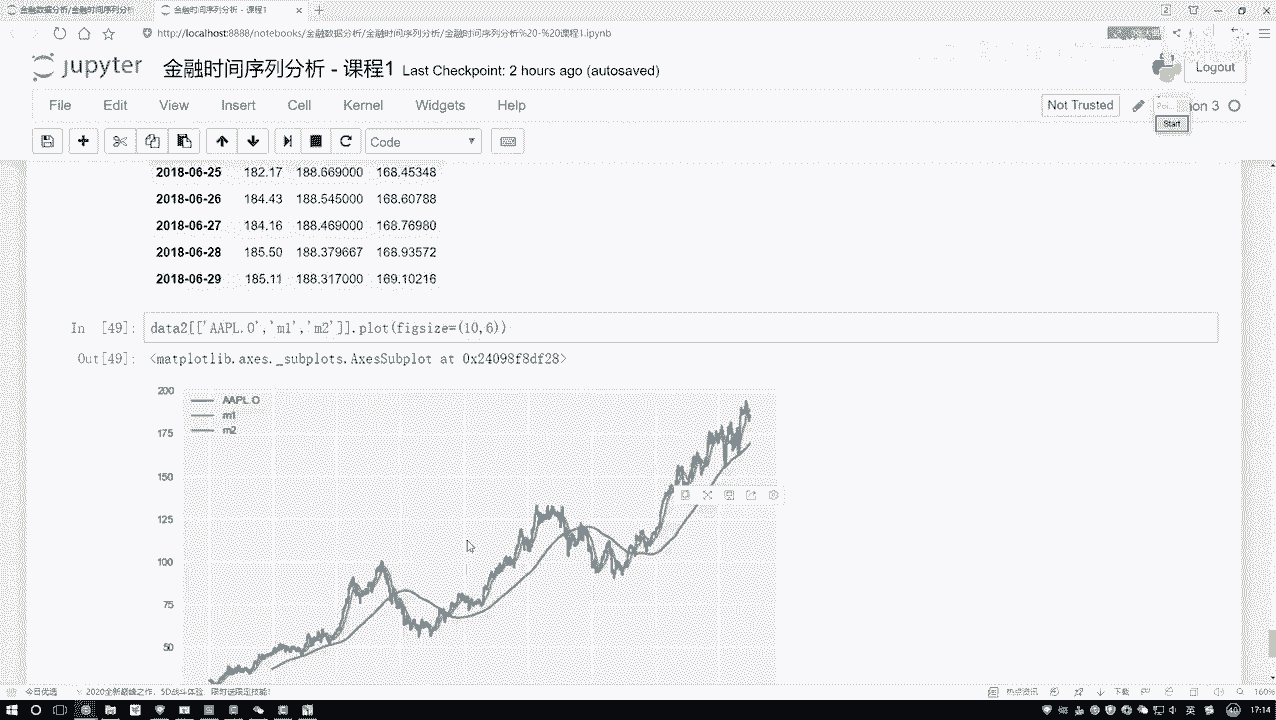 金融数据分析/金融时间序列分析
金融时间序列分析 - 课程1
http://localhost:8888/notebooks/金融数据分析/金融时间序列分析/金融时间序列分析%20-%20课程1.ipynb
jupyter 金融时间序列分析 - 课程1 Last Checkpoint: 2 hours ago (autosaved)
Logout
File Edit View Insert Cell Kernel Widgets Help
Not Trusted
3
Start
Code
2018-06-25 182.17 188.669000 168.45348
2018-06-26 184.43 188.545000 168.60788
2018-06-27 184.16 188.469000 168.76980
2018-06-28 185.50 188.379667 168.93572
2018-06-29 185.11 188.317000 169.10216
In [49]: data2[['AAPL.O','m1','m2']].plot(figsize=(10,6))
Out[49]: <matplotlib.axes._subplots.AxesSubplot at 0x24098f8df28>
200
AAPL.O
m1
m2
175
150
125
100
75
50
今日优选
2020全新巅峰之作，5D战斗体验，限时送限定技能!
热点资讯
下载
160%
英
17:14